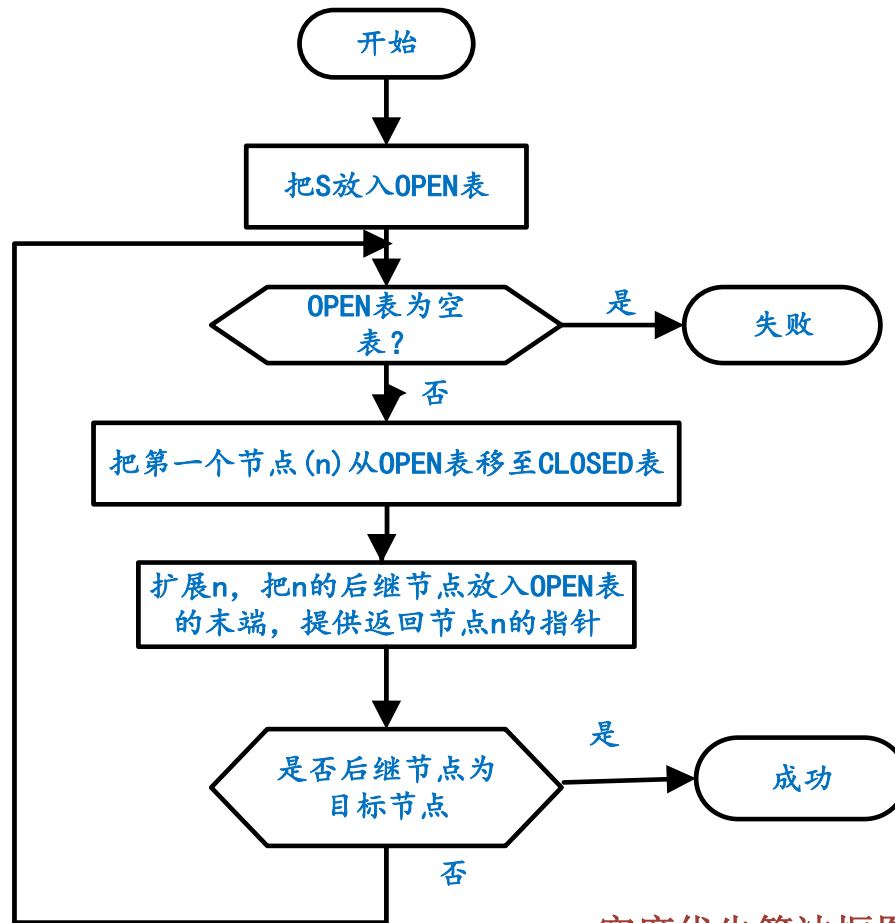 开始
把S放入OPEN表
OPEN表为空
表?
是
失败
否
把第一个节点(n)从OPEN表移至CLOSED表
扩展n, 把n的后继节点放入OPEN表
的末端, 提供返回节点n的指针
是否后继节点为
目标节点
是
成功
否